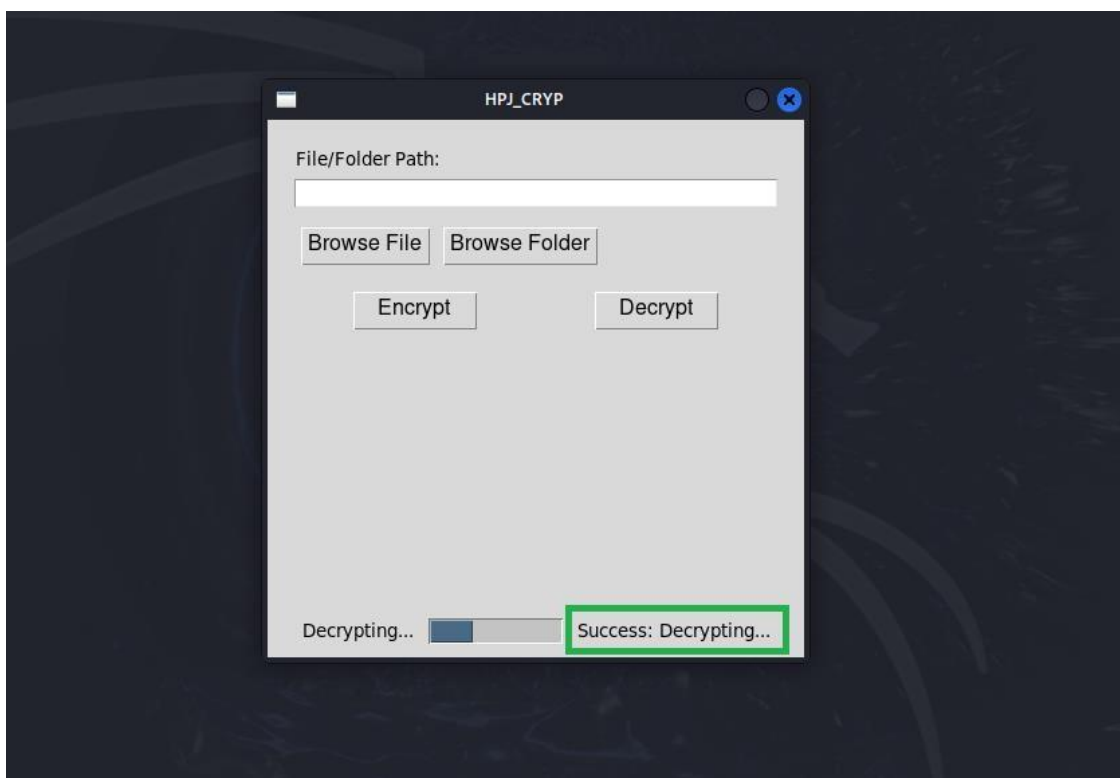 HPJ_CRYP
File/Folder Path:
Browse File Browse Folder
Encrypt Decrypt
Decrypting... Success: Decrypting...